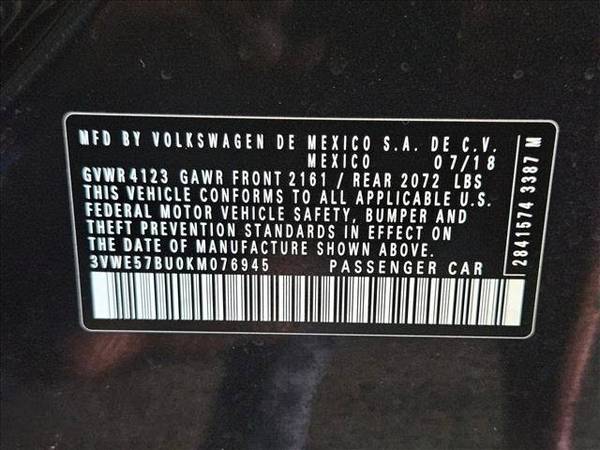 MFD BY VOLKSWAGEN DE MEXICO S.A. DE C.V.
MEXICO 07/18
GVWR 4123 GAWR FRONT 2161 / REAR 2072 LBS
THIS VEHICLE CONFORMS TO ALL APPLICABLE U.S.
FEDERAL MOTOR VEHICLE SAFETY, BUMPER AND
THEFT PREVENTION STANDARDS IN EFFECT ON
THE DATE OF MANUFACTURE SHOWN ABOVE.
3VWE57BU0KM076945 PASSENGER CAR
2841574 3387 M